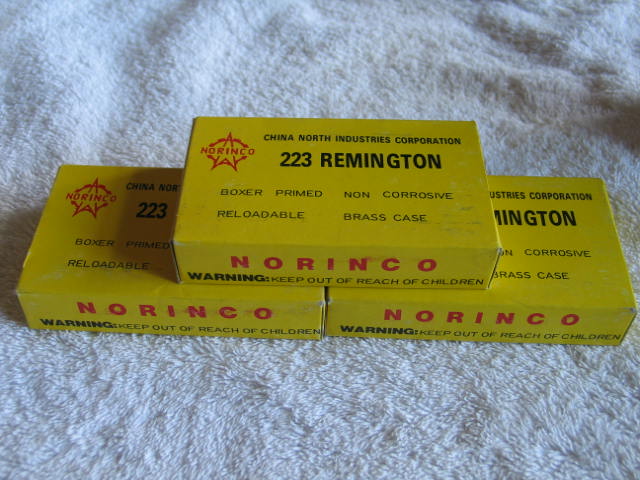 NORINCO
CHINA NORTH INDUSTRIES CORPORATION
223 REMINGTON
BOXER PRIMED NON CORROSIVE
RELOADABLE BRASS CASE
NORINCO
WARNING: KEEP OUT OF REACH OF CHILDREN
NORINCO
CHINA NORT
223
BOXER PRIMED
RELOADABLE
NORINCO
WARNING: KEEP OUT OF REACH OF CHILDREN
USTRIES CORPORATION
MINGTON
ON CORROSIVE
BRASS CASE
NORINCO
WARNING: KEEP OUT OF REACH OF CHILDREN